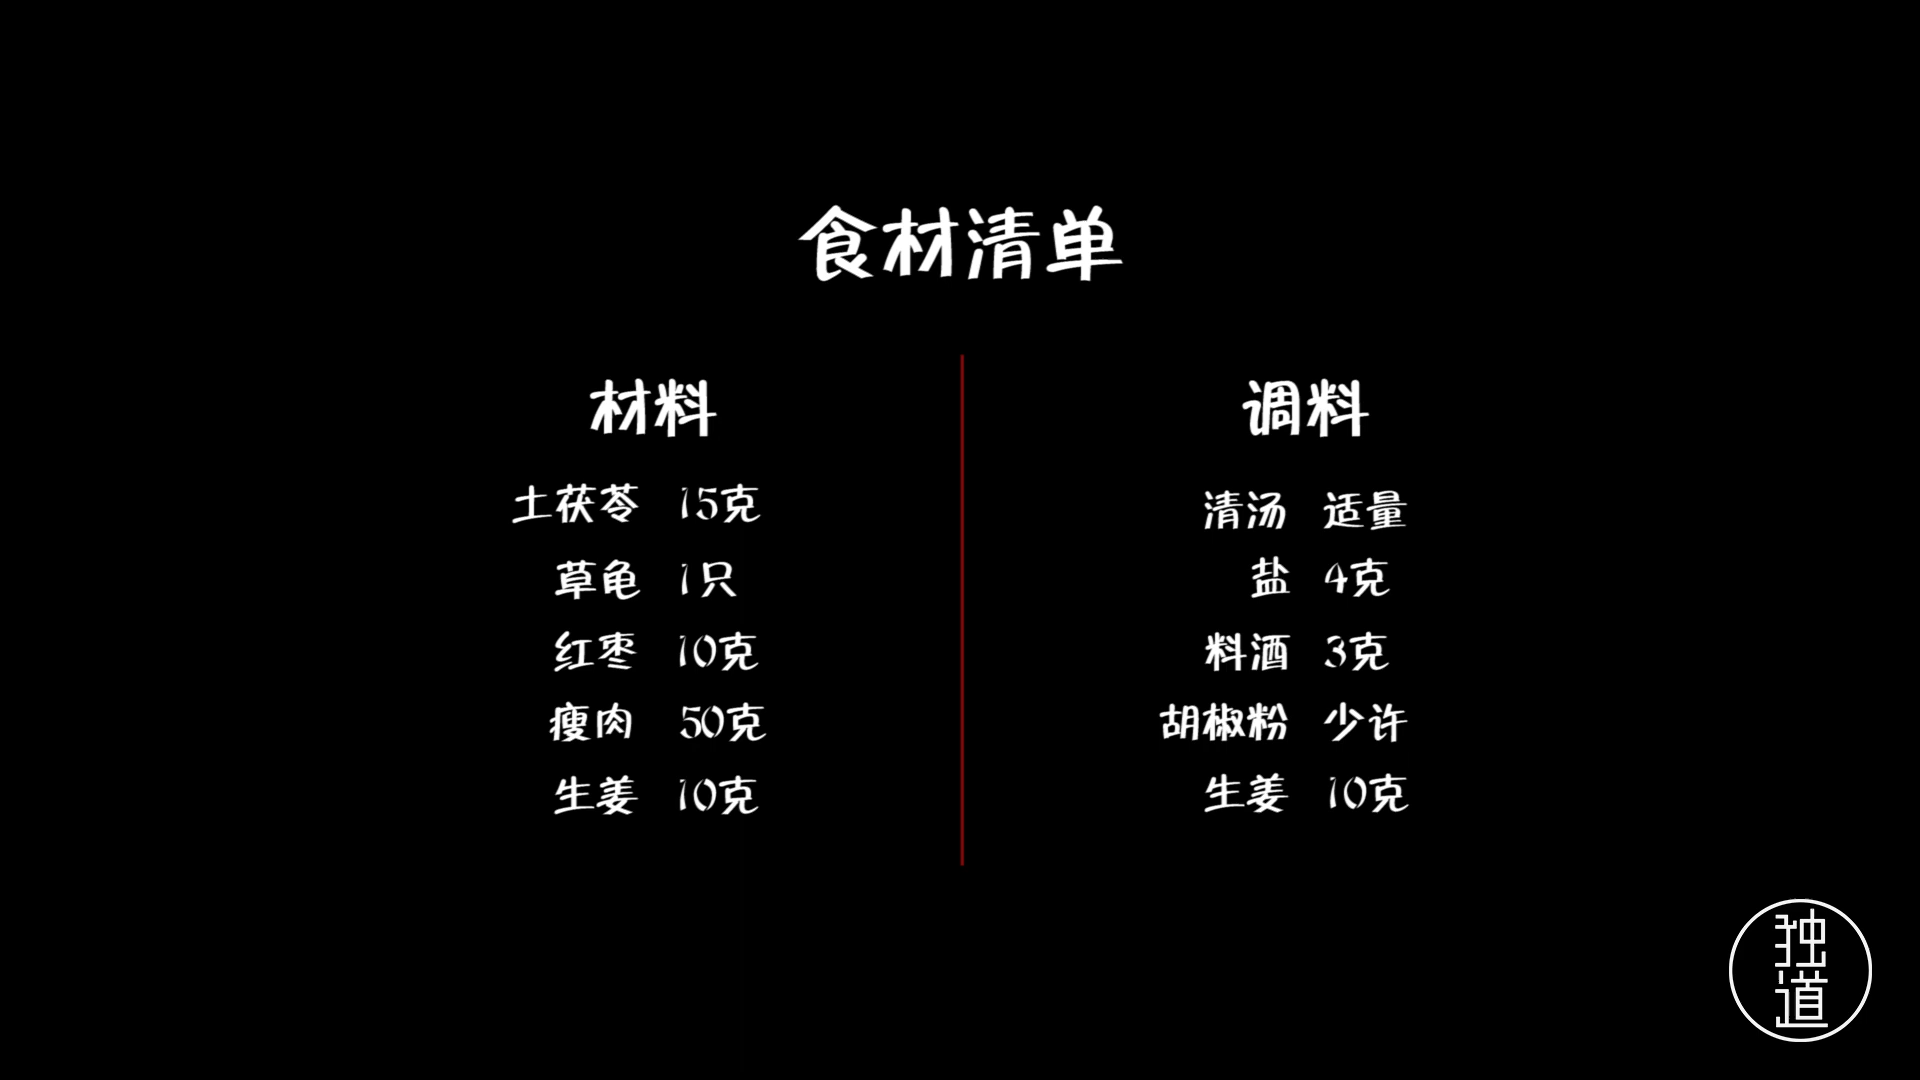 食材清单
材料
土茯苓 15克
草龟 1只
红枣 10克
瘦肉 50克
生姜 10克
调料
清汤 适量
盐 4克
料酒 3克
胡椒粉 少许
生姜 10克
独道